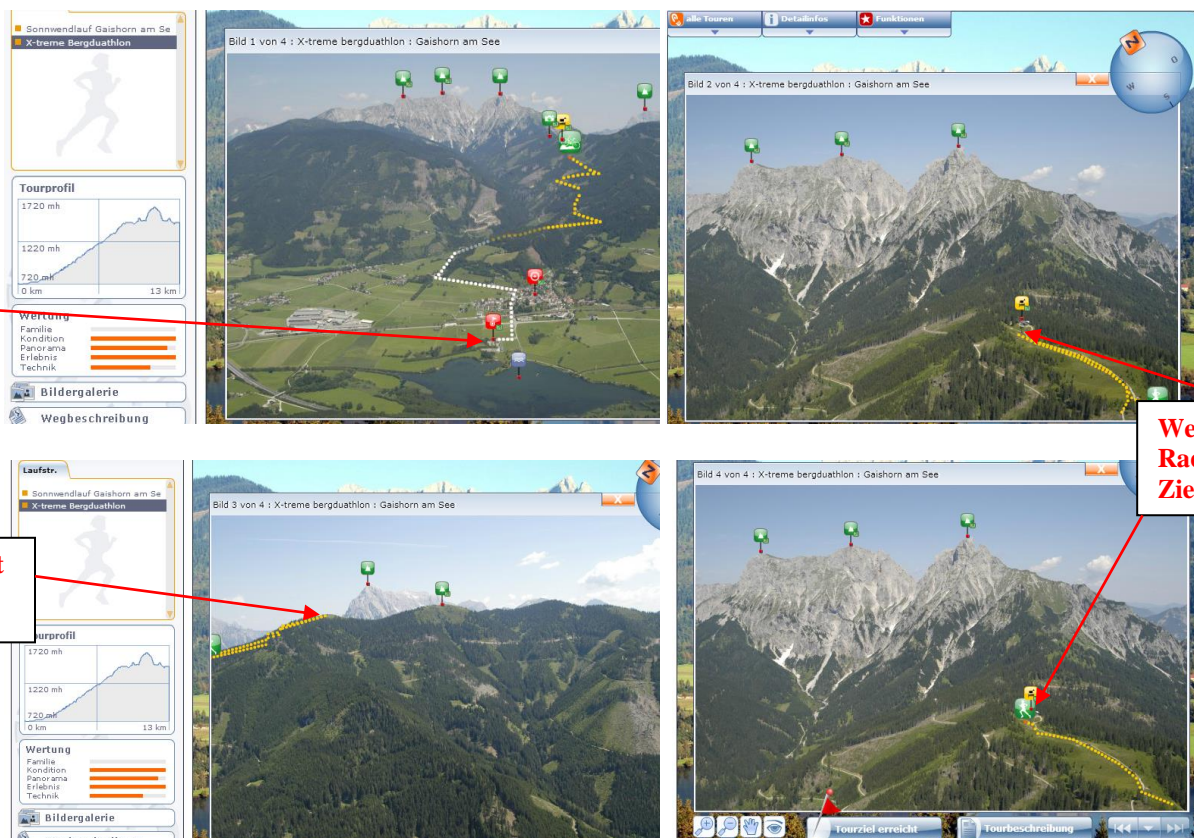 Sonnwendlauf Gaishorn am Se
X-treme Bergduathlon
Tourprofil
1720 mh
1220 mh
720 mh
0 km 13 km
Wertung
Familie
Kondition
Panorama
Erlebnis
Technik
Bildergalerie
Wegbeschreibung
Bild 1 von 4 : X-treme bergduathlon : Gaishorn am See
alle Touren
Detailinfos
Funktionen
X
N
O
W
S
Bild 2 von 4 : X-treme bergduathlon : Gaishorn am See
We
Ra
Zie
Laufstr.
Sonnwendlauf Gaishorn am Se
X-treme Bergduathlon
t
ourprofil
1720 mh
1220 mh
720 mh
0 km 13 km
Wertung
Familie
Kondition
Panorama
Erlebnis
Technik
Bildergalerie
Bild 3 von 4 : X-treme bergduathlon : Gaishorn am See
X
N
Bild 4 von 4 : X-treme bergduathlon : Gaishorn am See
X
Tourziel erreicht
Tourbeschreibung